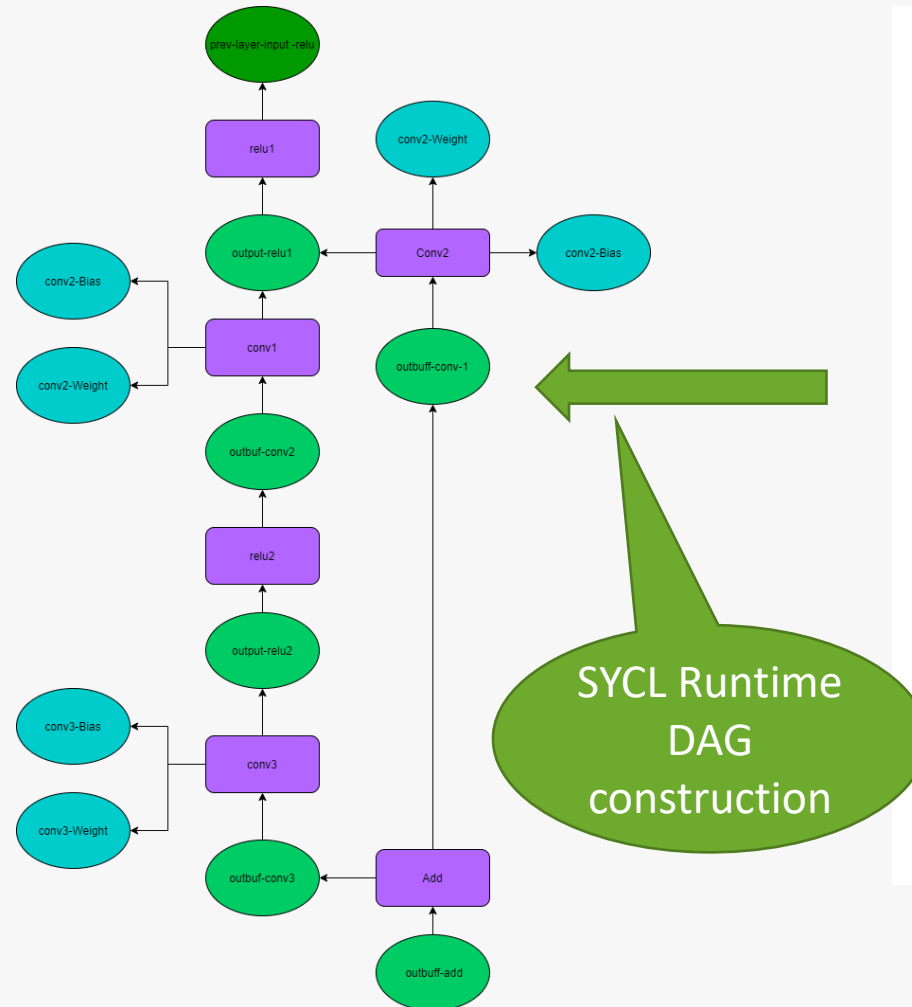 prev-layer-input -relu
relu1
conv2-Weight
output-relu1
Conv2
conv2-Bias
conv2-Bias
conv1
conv2-Weight
outbuff-conv-1
outbuf-conv2
relu2
output-relu2
conv3-Bias
conv3
conv3-Weight
outbuf-conv3
Add
outbuff-add
SYCL Runtime
DAG
construction